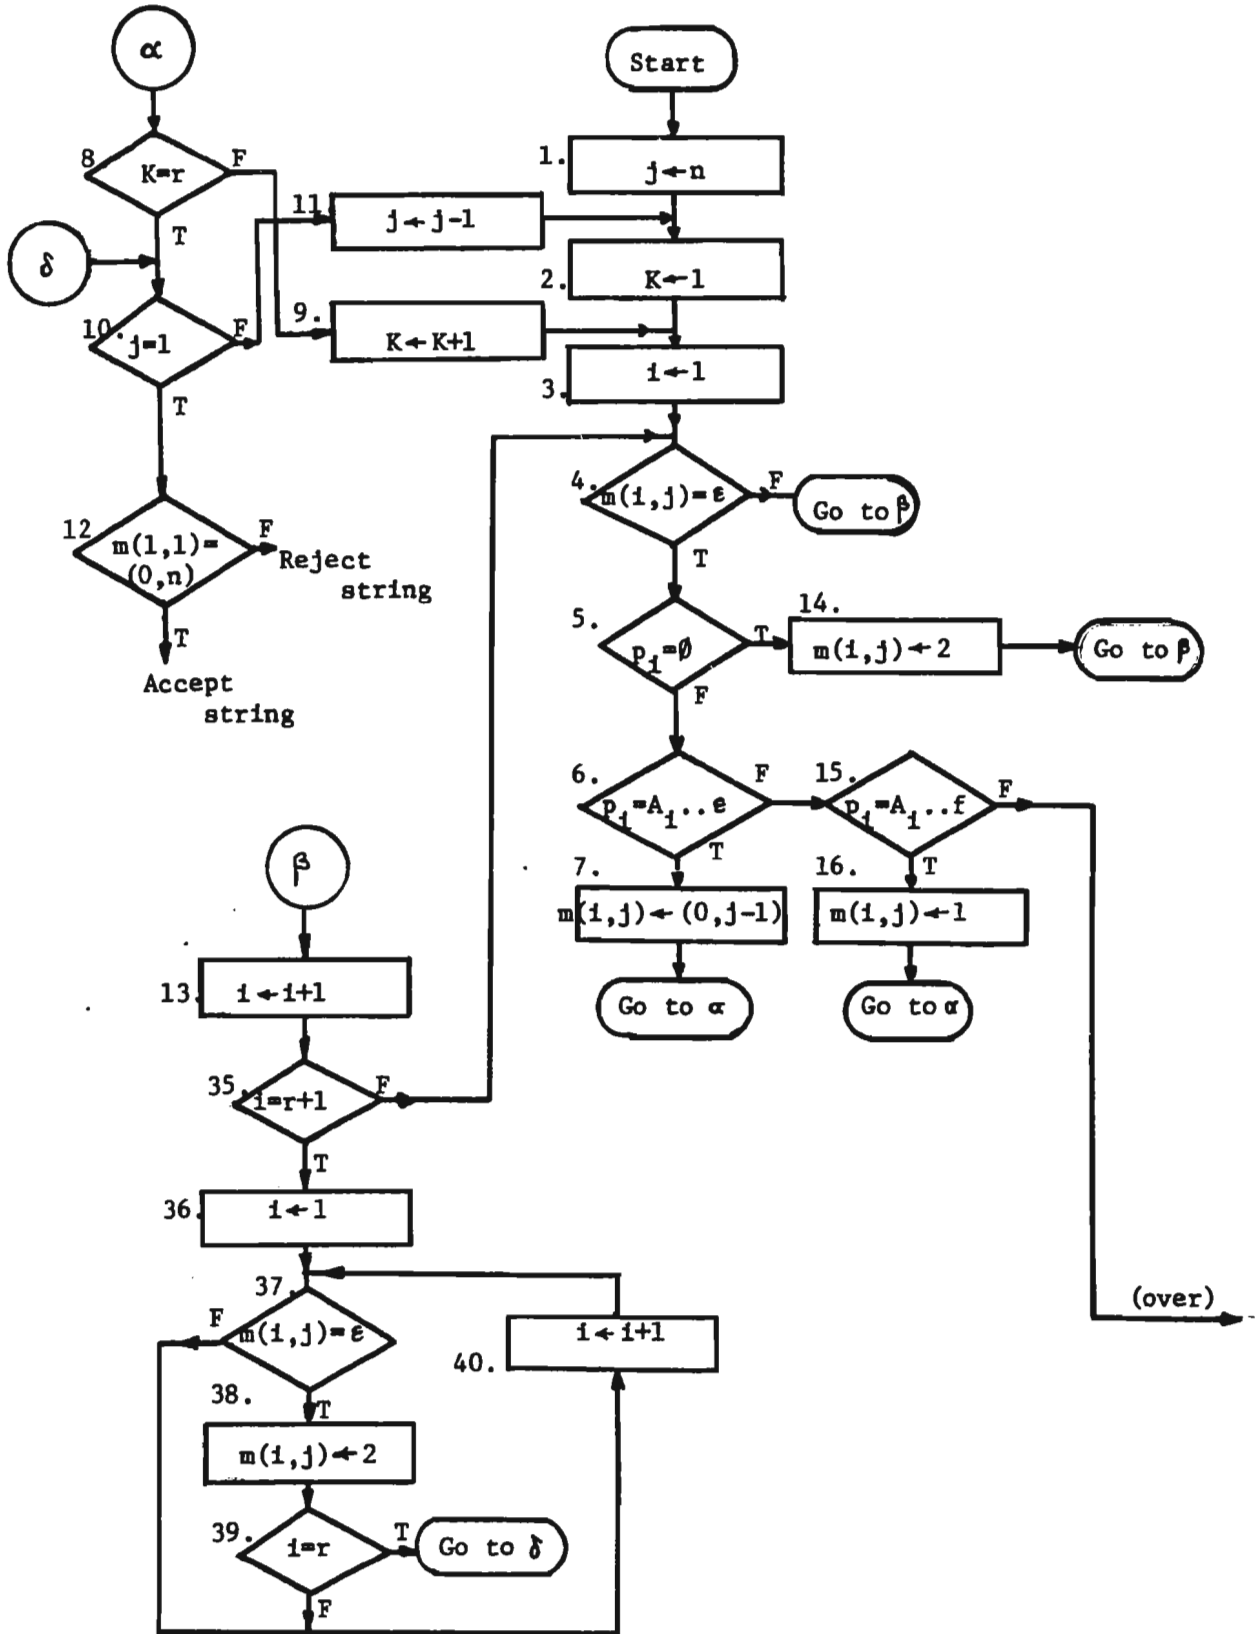 α
Start
8
K=r
F
T
1.
j←n
11
j←j-1
δ
2.
K←1
10.
j=1
F
T
9.
K←K+1
3.
i←1
4.
m(i,j)=ε
F
Go to β
T
12
m(1,1)=
(0,n)
F
Reject
string
T
Accept
string
5.
p_i=∅
T
F
14.
m(i,j)←2
Go to β
6.
p_i=A_i..e
F
T
15.
p_i=A_i..f
F
T
7.
m(i,j)←(0,j-1)
Go to α
16.
m(i,j)←1
Go to α
β
13.
i←i+1
35.
i=r+1
F
T
36.
i←1
37.
m(i,j)=ε
F
T
38.
m(i,j)←2
39.
i=r
T
Go to δ
F
40.
i←i+1
(over)